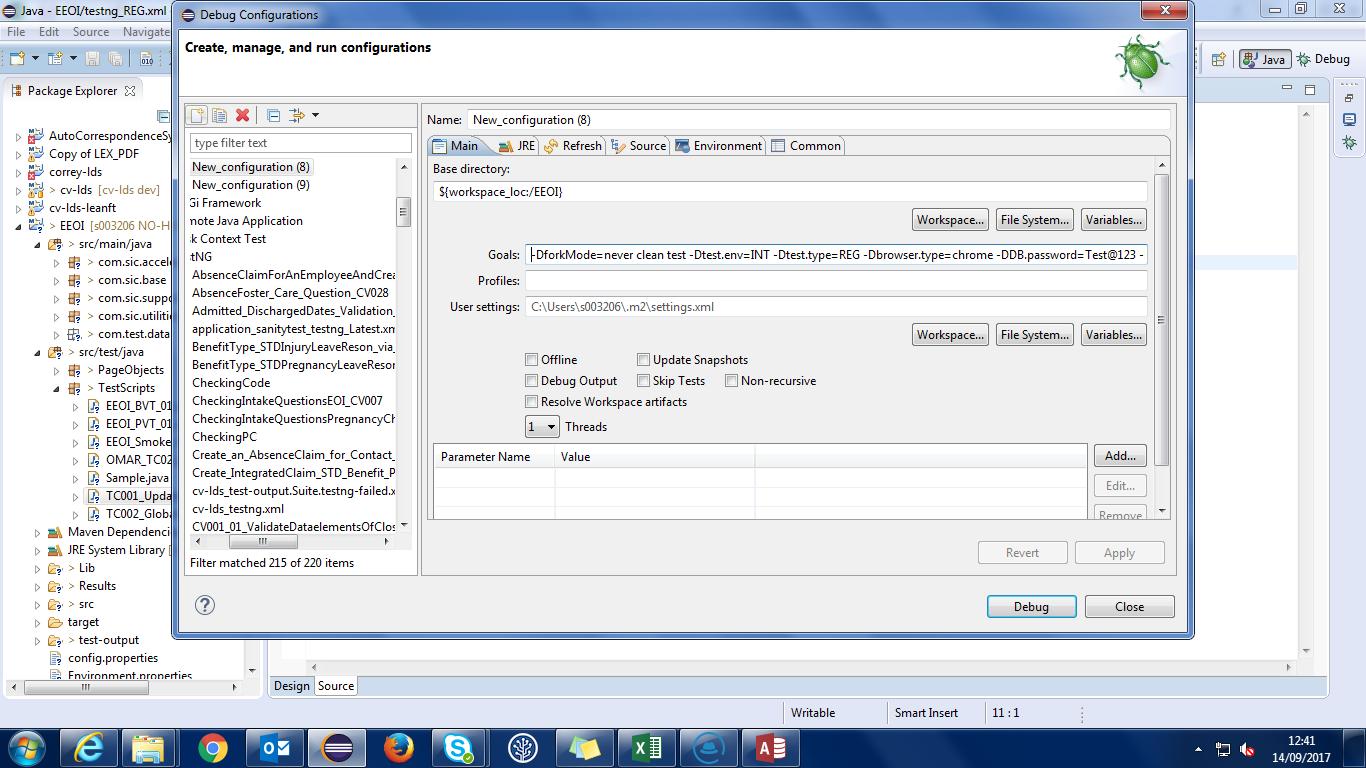 Java - EEOI/testng_REG.xml
File Edit Source Navigate
Debug Configurations
Create, manage, and run configurations
Java
Debug
Package Explorer
AutoCorrespondenceSy
Copy of LEX_PDF
correy-lds
> cv-lds [cv-lds dev]
cv-lds-leanft
> EEOI [s003206 NO-H
> src/main/java
> com.sic.accele
> com.sic.base
> com.sic.suppo
> com.sic.utilitie
> com.test.data
> src/test/java
> PageObjects
> TestScripts
EEOI_BVT_01
EEOI_PVT_01
EEOI_Smoke
OMAR_TC02
Sample.java
TC001_Upda
TC002_Globa
Maven Dependenci
JRE System Library [
> Lib
> Results
> src
target
> test-output
config.properties
Environment.properties
type filter text
New_configuration (8)
New_configuration (9)
Gi Framework
mote Java Application
k Context Test
tNG
AbsenceClaimForAnEmployeeAndCrea
AbsenceFoster_Care_Question_CV028
Admitted_DischargedDates_Validation_
application_sanitytest_testng_Latest.xm
BenefitType_STDInjuryLeaveReson_via_
BenefitType_STDPregnancyLeaveResor
CheckingCode
CheckingIntakeQuestionsEOI_CV007
CheckingIntakeQuestionsPregnancyCh
CheckingPC
Create_an_AbsenceClaim_for_Contact_
Create_IntegratedClaim_STD_Benefit_P
cv-lds_test-output.Suite.testng-failed.x
cv-lds_testng.xml
CV001_01_ValidateDataelementsOfClos
Filter matched 215 of 220 items
Name: New_configuration (8)
Main JRE Refresh Source Environment Common
Base directory:
${workspace_loc:/EEOI}
Workspace... File System... Variables...
Goals: -DforkMode=never clean test -Dtest.env=INT -Dtest.type=REG -Dbrowser.type=chrome -DDB.password=Test@123 -
Profiles:
User settings: C:\Users\s003206\.m2\settings.xml
Workspace... File System... Variables...
Offline Update Snapshots
Debug Output Skip Tests Non-recursive
Resolve Workspace artifacts
1 Threads
Parameter Name Value
Add...
Edit...
Remove
Revert Apply
Debug Close
Design Source
Writable Smart Insert 11 : 1
12:41
14/09/2017